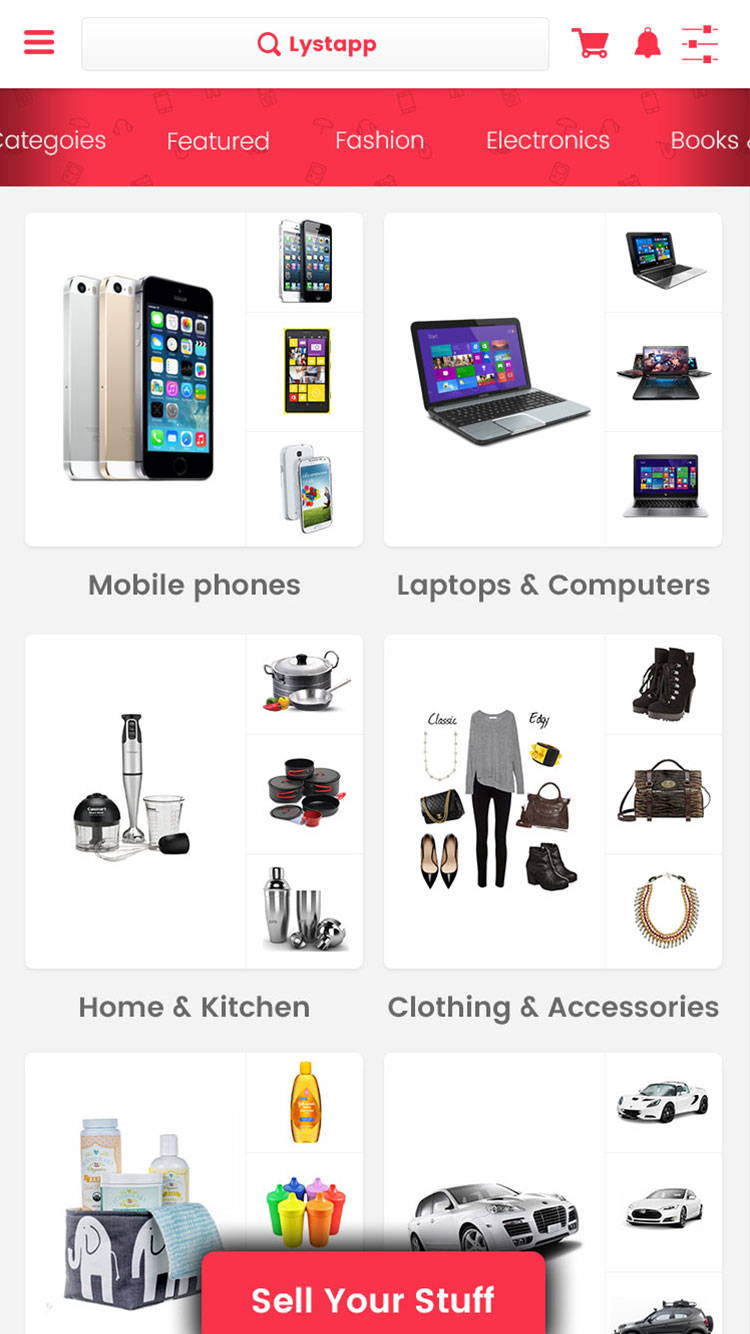 Lystapp
ategoies Featured Fashion Electronics Books &
Mobile phones Laptops & Computers
Classic Edgy
Home & Kitchen Clothing & Accessories
Sell Your Stuff